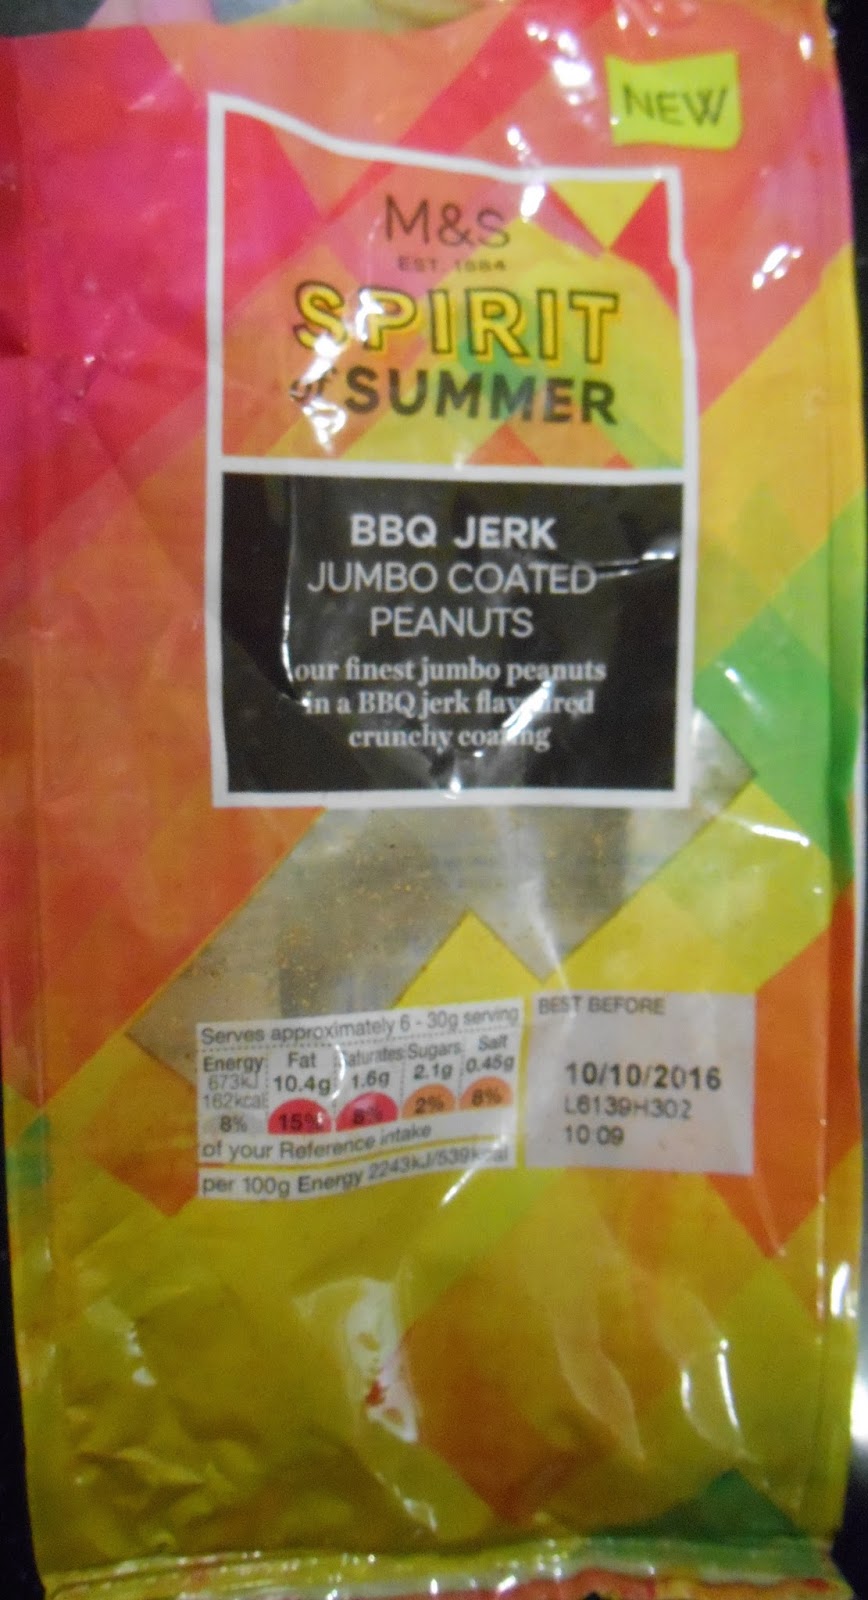 NEW
M&S
EST. 1884
SPIRIT
of SUMMER
BBQ JERK
JUMBO COATED
PEANUTS
our finest jumbo peanuts
in a BBQ jerk flavoured
crunchy coating
Serves approximately 6 - 30g serving
Energy Fat Saturates Sugars Salt
673kJ 10.4g 1.6g 2.1g 0.45g
162kcal
8% 15% 8% 2% 8%
of your Reference intake
per 100g Energy 2243kJ/539kcal
BEST BEFORE
10/10/2016
L6139H302
10 09